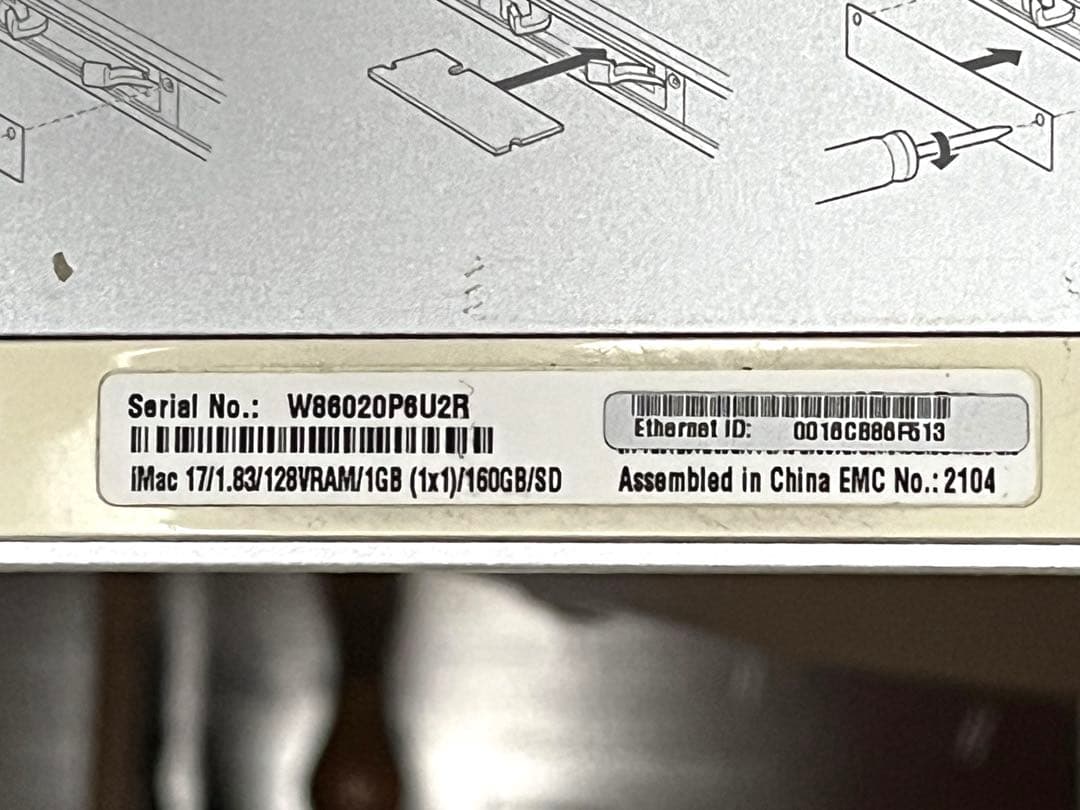 Serial No.: W86020P6U2R
iMac 17/1.83/128VRAM/1GB (1x1)/160GB/SD
Ethernet ID: 0016CB86F513
Assembled in China EMC No.: 2104